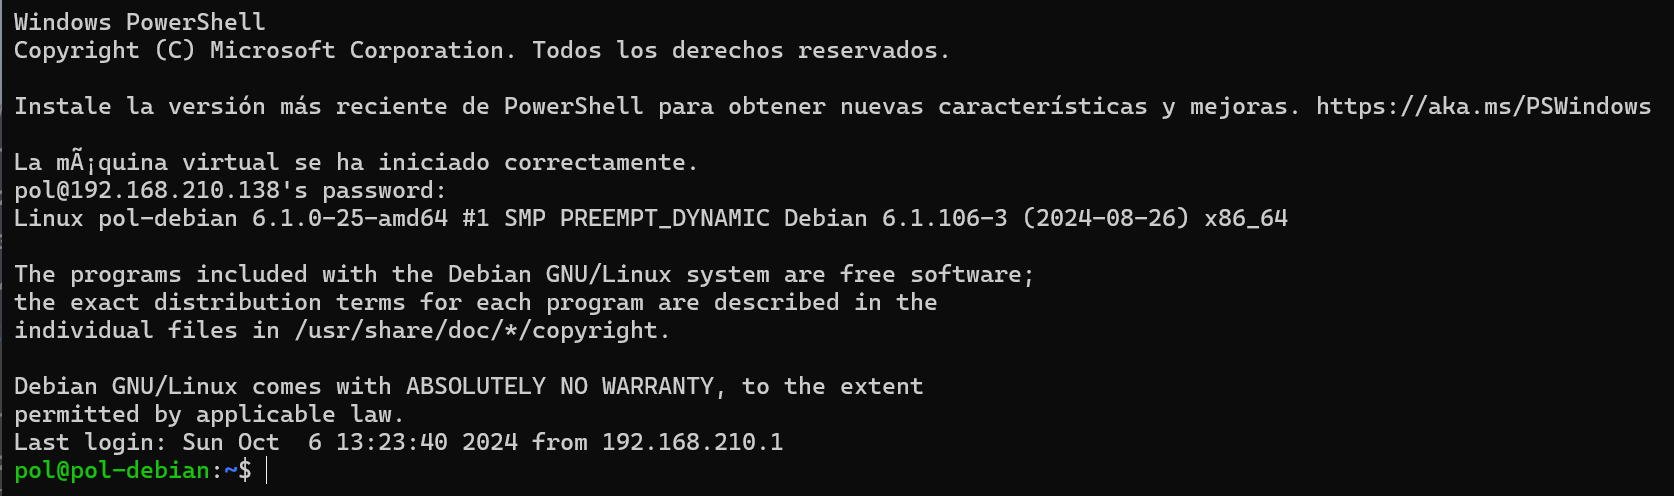 Windows PowerShell
Copyright (C) Microsoft Corporation. Todos los derechos reservados.
Instale la versión más reciente de PowerShell para obtener nuevas características y mejoras. https://aka.ms/PSWindows
La mÃ¡quina virtual se ha iniciado correctamente.
pol@192.168.210.138's password:
Linux pol-debian 6.1.0-25-amd64 #1 SMP PREEMPT_DYNAMIC Debian 6.1.106-3 (2024-08-26) x86_64
The programs included with the Debian GNU/Linux system are free software;
the exact distribution terms for each program are described in the
individual files in /usr/share/doc/*/copyright.
Debian GNU/Linux comes with ABSOLUTELY NO WARRANTY, to the extent
permitted by applicable law.
Last login: Sun Oct  6 13:23:40 2024 from 192.168.210.1
pol@pol-debian:~$